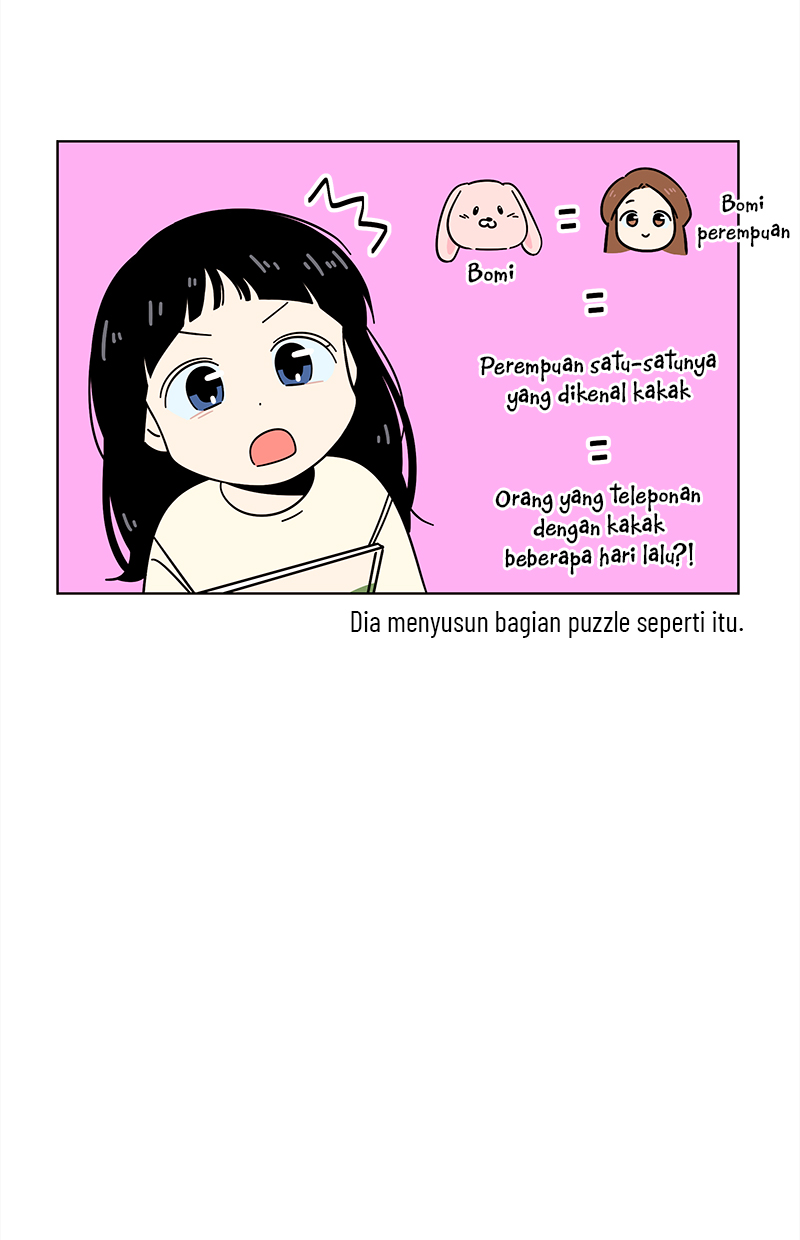 Bomi
=
Bomi
perempuan
=
Perempuan satu-satunya
yang dikenal kakak
=
Orang yang teleponan
dengan kakak
beberapa hari lalu?!
Dia menyusun bagian puzzle seperti itu.